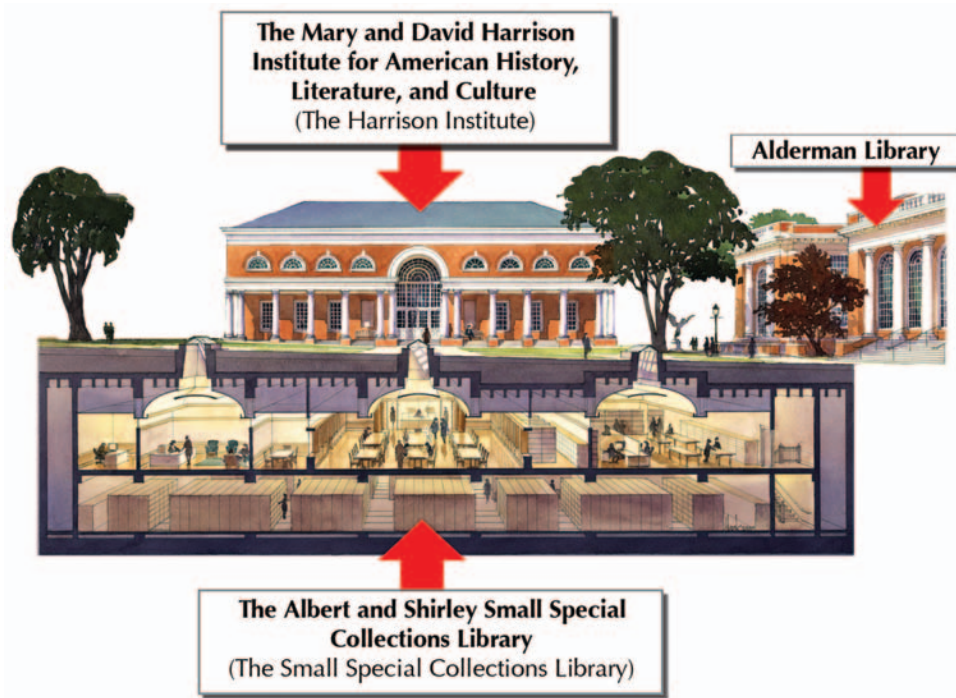 The Mary and David Harrison
Institute for American History,
Literature, and Culture
(The Harrison Institute)
Alderman Library
The Albert and Shirley Small Special
Collections Library
(The Small Special Collections Library)